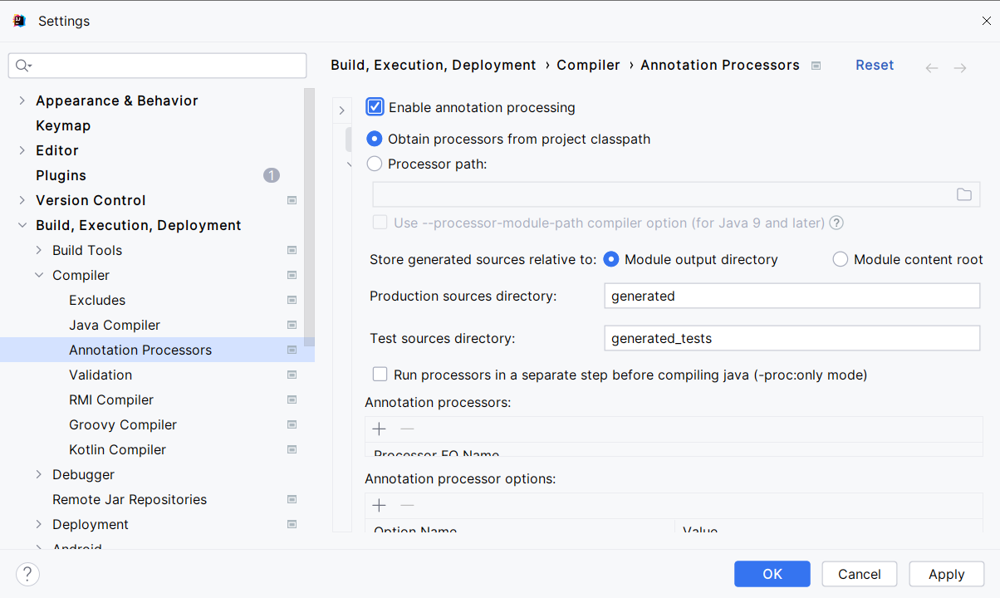 Settings
Build, Execution, Deployment › Compiler › Annotation Processors
Reset
Appearance & Behavior
Keymap
Editor
Plugins 1
Version Control
Build, Execution, Deployment
Build Tools
Compiler
Excludes
Java Compiler
Annotation Processors
Validation
RMI Compiler
Groovy Compiler
Kotlin Compiler
Debugger
Remote Jar Repositories
Deployment
Android
Enable annotation processing
Obtain processors from project classpath
Processor path:
Use --processor-module-path compiler option (for Java 9 and later) ?
Store generated sources relative to: Module output directory Module content root
Production sources directory: generated
Test sources directory: generated_tests
Run processors in a separate step before compiling java (-proc:only mode)
Annotation processors:
Processor FQ Name
Annotation processor options:
Option Name Value
? OK Cancel Apply